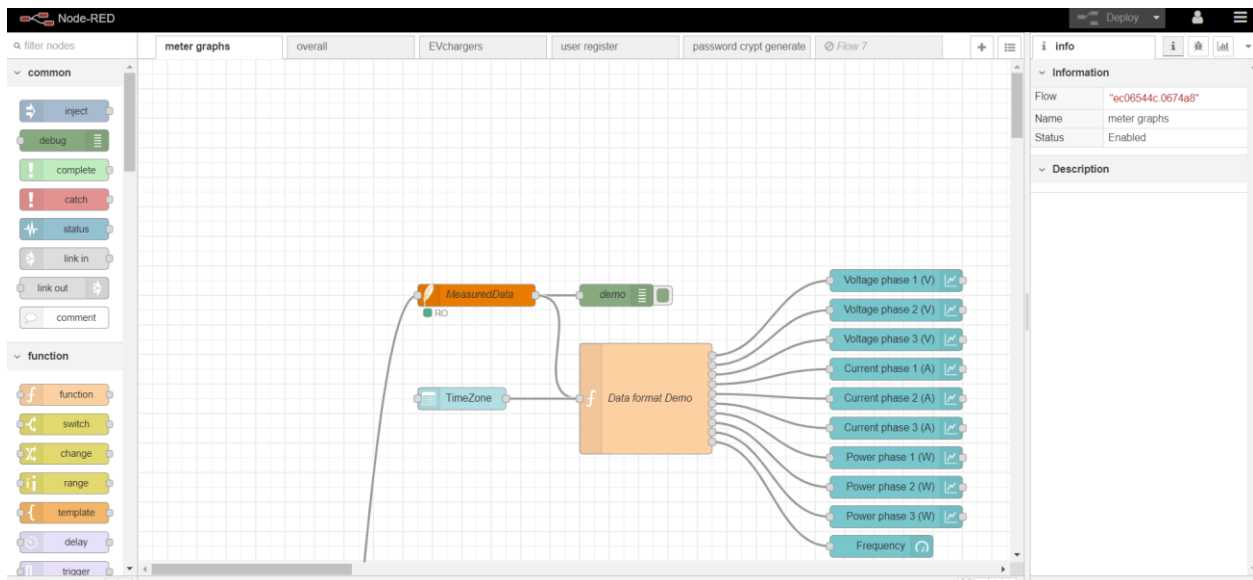 Node-RED
Deploy
filter nodes
meter graphs
overall
EVchargers
user register
password crypt generate
Flow 7
i info
i
common
inject
debug
complete
catch
status
link in
link out
comment
function
function
switch
change
range
template
delay
trigger
MeasuredData
RO
demo
TimeZone
f Data format Demo
Voltage phase 1 (V)
Voltage phase 2 (V)
Voltage phase 3 (V)
Current phase 1 (A)
Current phase 2 (A)
Current phase 3 (A)
Power phase 1 (W)
Power phase 2 (W)
Power phase 3 (W)
Frequency
Information
Flow "ec06544c.0674a8"
Name meter graphs
Status Enabled
Description